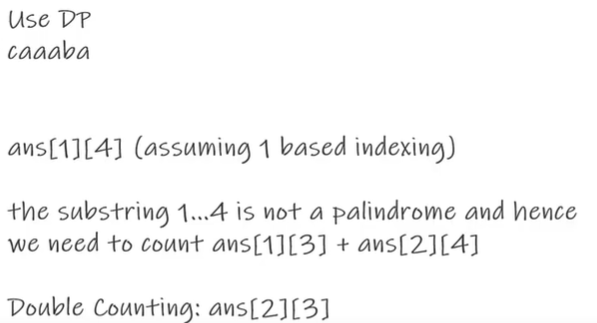 Use DP
caaaba
ans[1][4] (assuming 1 based indexing)
the substring 1...4 is not a palindrome and hence
we need to count ans[1][3] + ans[2][4]
Double Counting: ans[2][3]